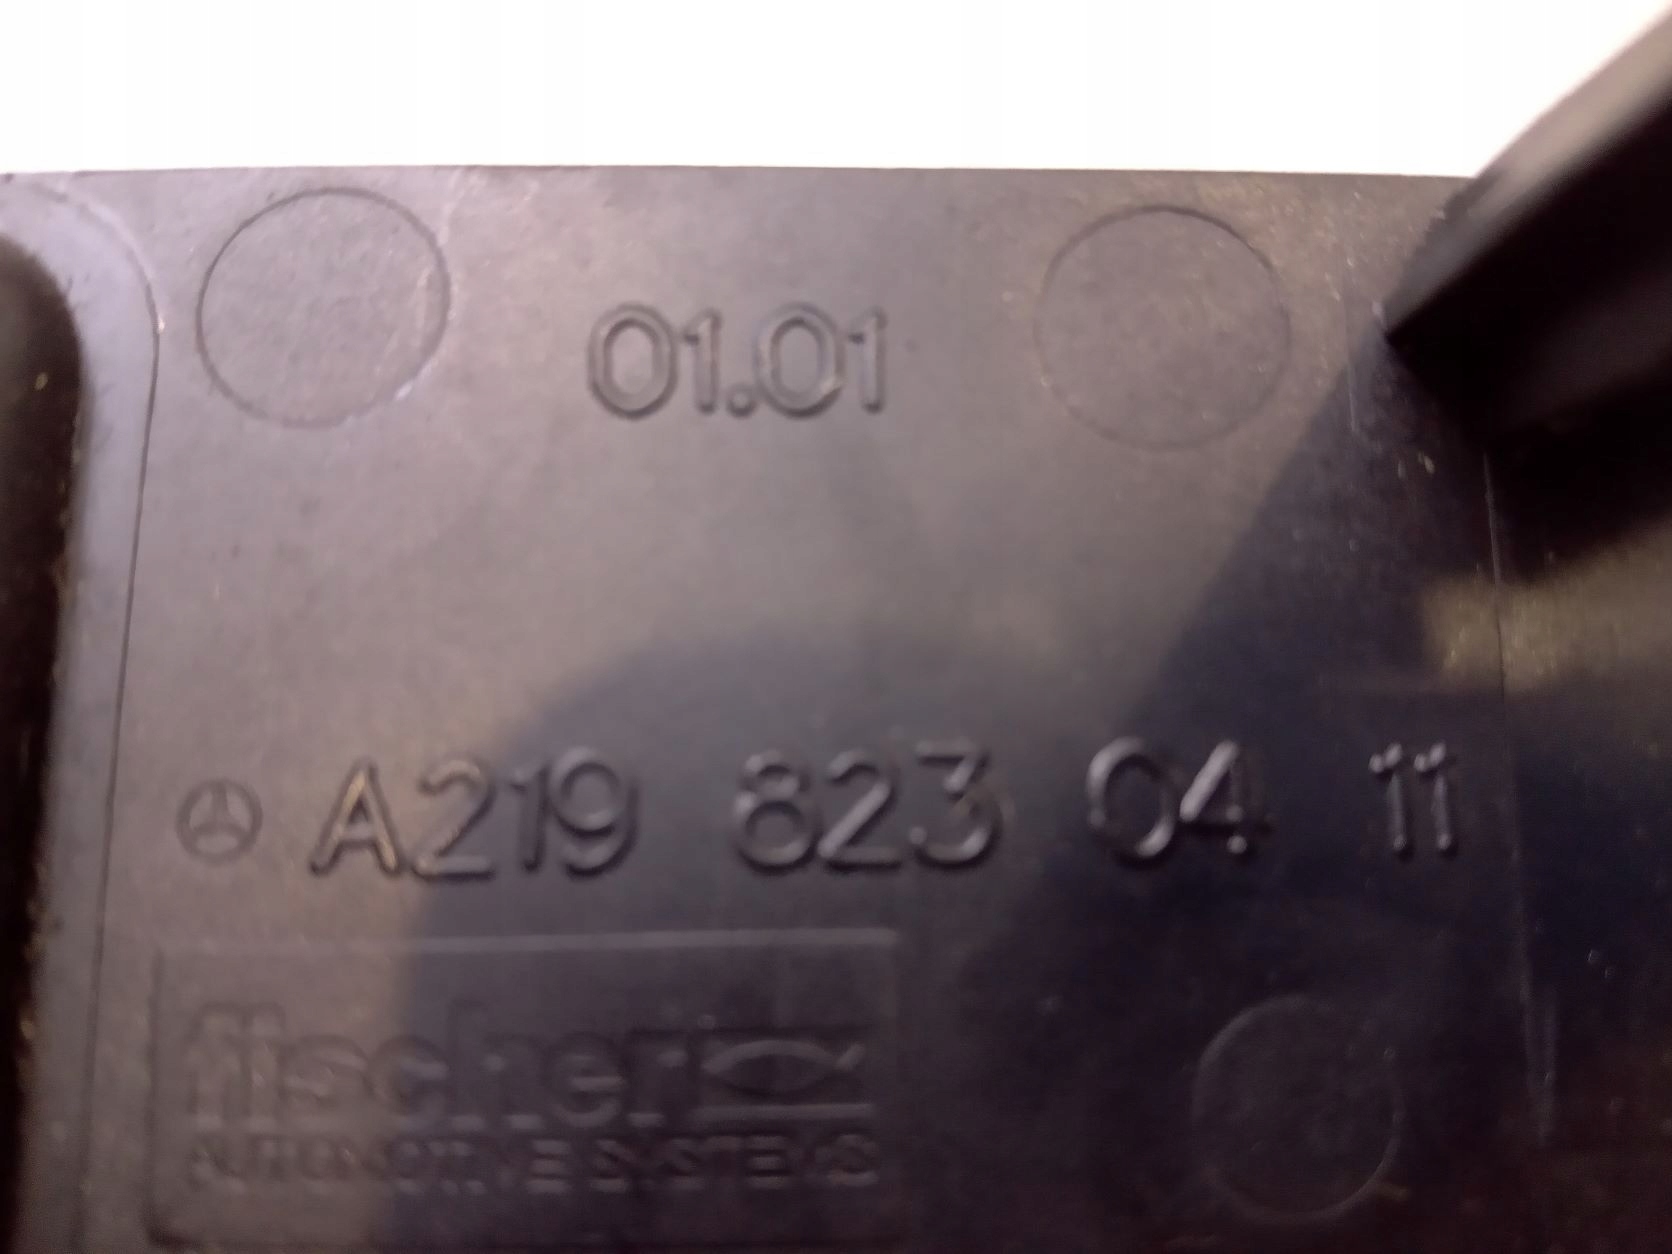 01.01
A219 823 04 11
fischer
AUTOMOTIVE SYSTEMS